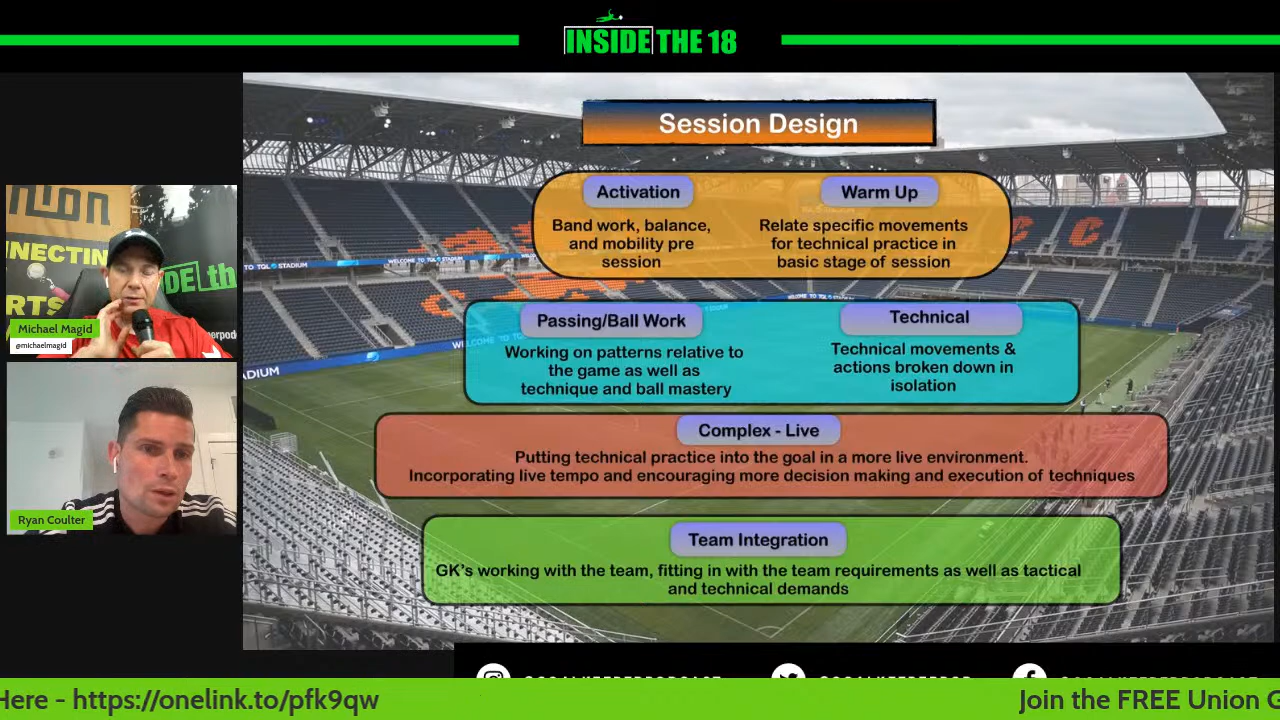 INSIDE THE 18
Session Design
Activation
Band work, balance,
and mobility pre
session
Warm Up
Relate specific movements
for technical practice in
basic stage of session
Passing/Ball Work
Working on patterns relative to
the game as well as
technique and ball mastery
Technical
Technical movements &
actions broken down in
isolation
Complex - Live
Putting technical practice into the goal in a more live environment.
Incorporating live tempo and encouraging more decision making and execution of techniques
Team Integration
GK's working with the team, fitting in with the team requirements as well as tactical
and technical demands
WELCOME TO TQL STADIUM
C
Michael Magid
@michaelmagid
Ryan Coulter
Here - https://onelink.to/pfk9qw
Join the FREE Union G